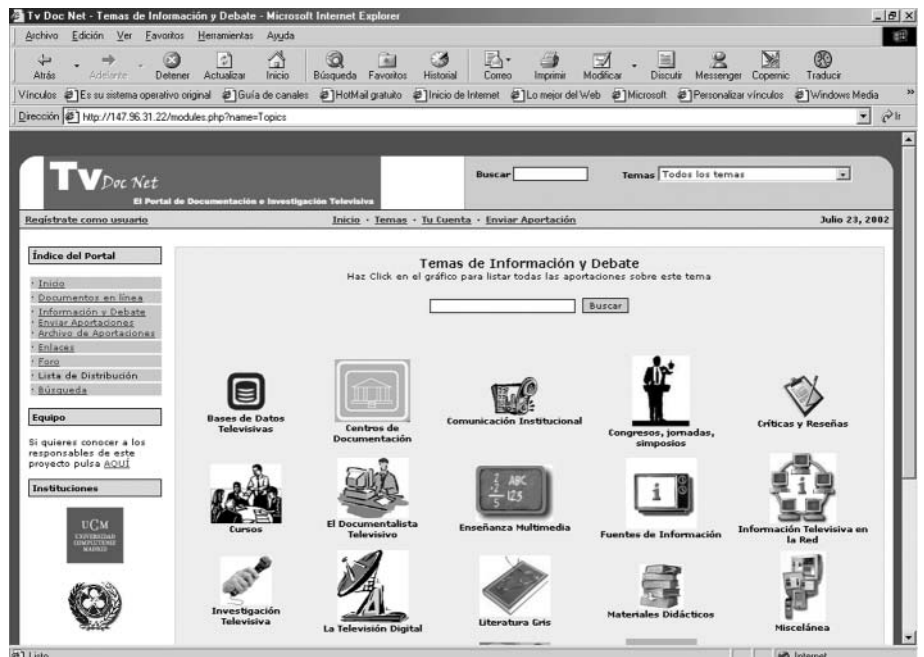 Tv Doc Net - Temas de Información y Debate - Microsoft Internet Explorer
Archivo Edición Ver Favoritos Herramientas Ayuda
Atrás Adelante Detener Actualizar Inicio Búsqueda Favoritos Historial Correo Imprimir Modificar Discutir Messenger Copernic Traducir
Vínculos Es su sistema operativo original Guía de canales HotMail gratuito Inicio de Internet Lo mejor del Web Microsoft Personalizar vínculos Windows Media »
Dirección http://147.96.31.22/modules.php?name=Topics Ir
Tv Doc Net
El Portal de Documentación e Investigación Televisiva
Buscar Temas Todos los temas
Regístrate como usuario Inicio · Temas · Tu Cuenta · Enviar Aportación Julio 23, 2002
Índice del Portal
· Inicio
· Documentos en línea
· Información y Debate
· Enviar Aportaciones
· Archivo de Aportaciones
· Enlaces
· Foro
· Lista de Distribución
· Búsqueda
Equipo
Si quieres conocer a los
responsables de este
proyecto pulsa AQUÍ
Instituciones
UCM
UNIVERSIDAD
COMPLUTENSE
MADRID
Temas de Información y Debate
Haz Click en el gráfico para listar todas las aportaciones sobre este tema
Buscar
Bases de Datos
Televisivas
Centros de
Documentación
Comunicación Institucional
Congresos, jornadas,
simposios
Críticas y Reseñas
Cursos
El Documentalista
Televisivo
ABC
123
Enseñanza Multimedia
i
Fuentes de Información
i
Información Televisiva en
la Red
Investigación
Televisiva
La Televisión Digital
Literatura Gris
Materiales Didácticos
Miscelánea
Listo Internet